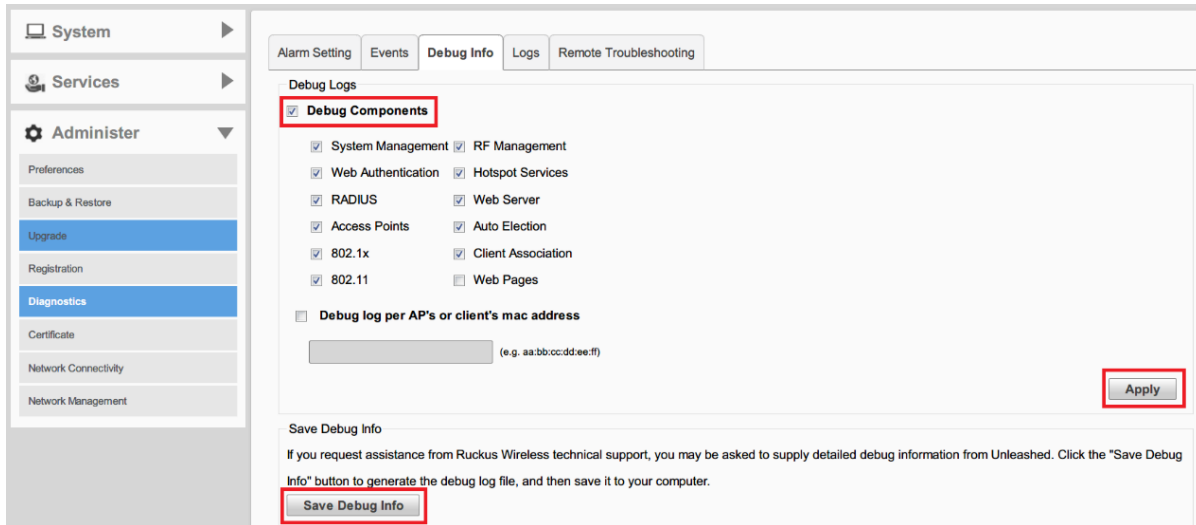 System
Services
Administer
Preferences
Backup & Restore
Upgrade
Registration
Diagnostics
Certificate
Network Connectivity
Network Management
Alarm Setting Events Debug Info Logs Remote Troubleshooting
Debug Logs
Debug Components
System Management RF Management
Web Authentication Hotspot Services
RADIUS Web Server
Access Points Auto Election
802.1x Client Association
802.11 Web Pages
Debug log per AP's or client's mac address
(e.g. aa:bb:cc:dd:ee:ff)
Apply
Save Debug Info
If you request assistance from Ruckus Wireless technical support, you may be asked to supply detailed debug information from Unleashed. Click the "Save Debug
Info" button to generate the debug log file, and then save it to your computer.
Save Debug Info